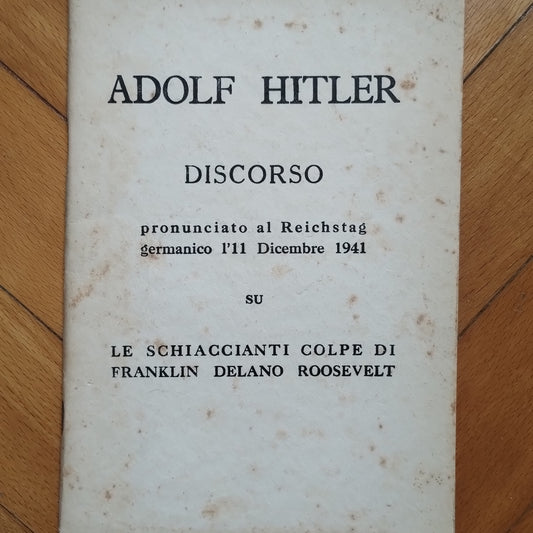 ADOLF HITLER
DISCORSO
pronunciato al Reichstag
germanico l'11 Dicembre 1941
SU
LE SCHIACCIANTI COLPE DI
FRANKLIN DELANO ROOSEVELT